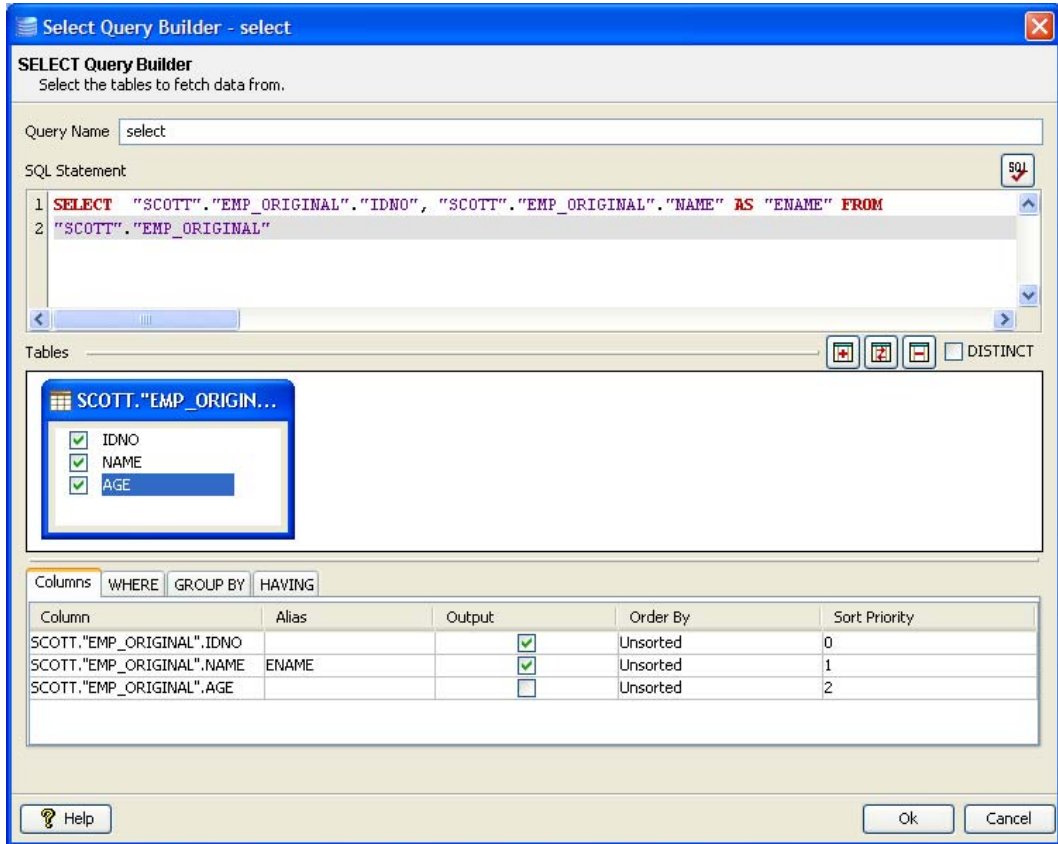 Select Query Builder - select
SELECT Query Builder
Select the tables to fetch data from.
Query Name select
SQL Statement
SQL
1 SELECT "SCOTT"."EMP_ORIGINAL"."IDNO", "SCOTT"."EMP_ORIGINAL"."NAME" AS "ENAME" FROM
2 "SCOTT"."EMP_ORIGINAL"
Tables DISTINCT
SCOTT."EMP_ORIGIN...
IDNO
NAME
AGE
Columns WHERE GROUP BY HAVING
Column Alias Output Order By Sort Priority
SCOTT."EMP_ORIGINAL".IDNO Unsorted 0
SCOTT."EMP_ORIGINAL".NAME ENAME Unsorted 1
SCOTT."EMP_ORIGINAL".AGE Unsorted 2
? Help Ok Cancel